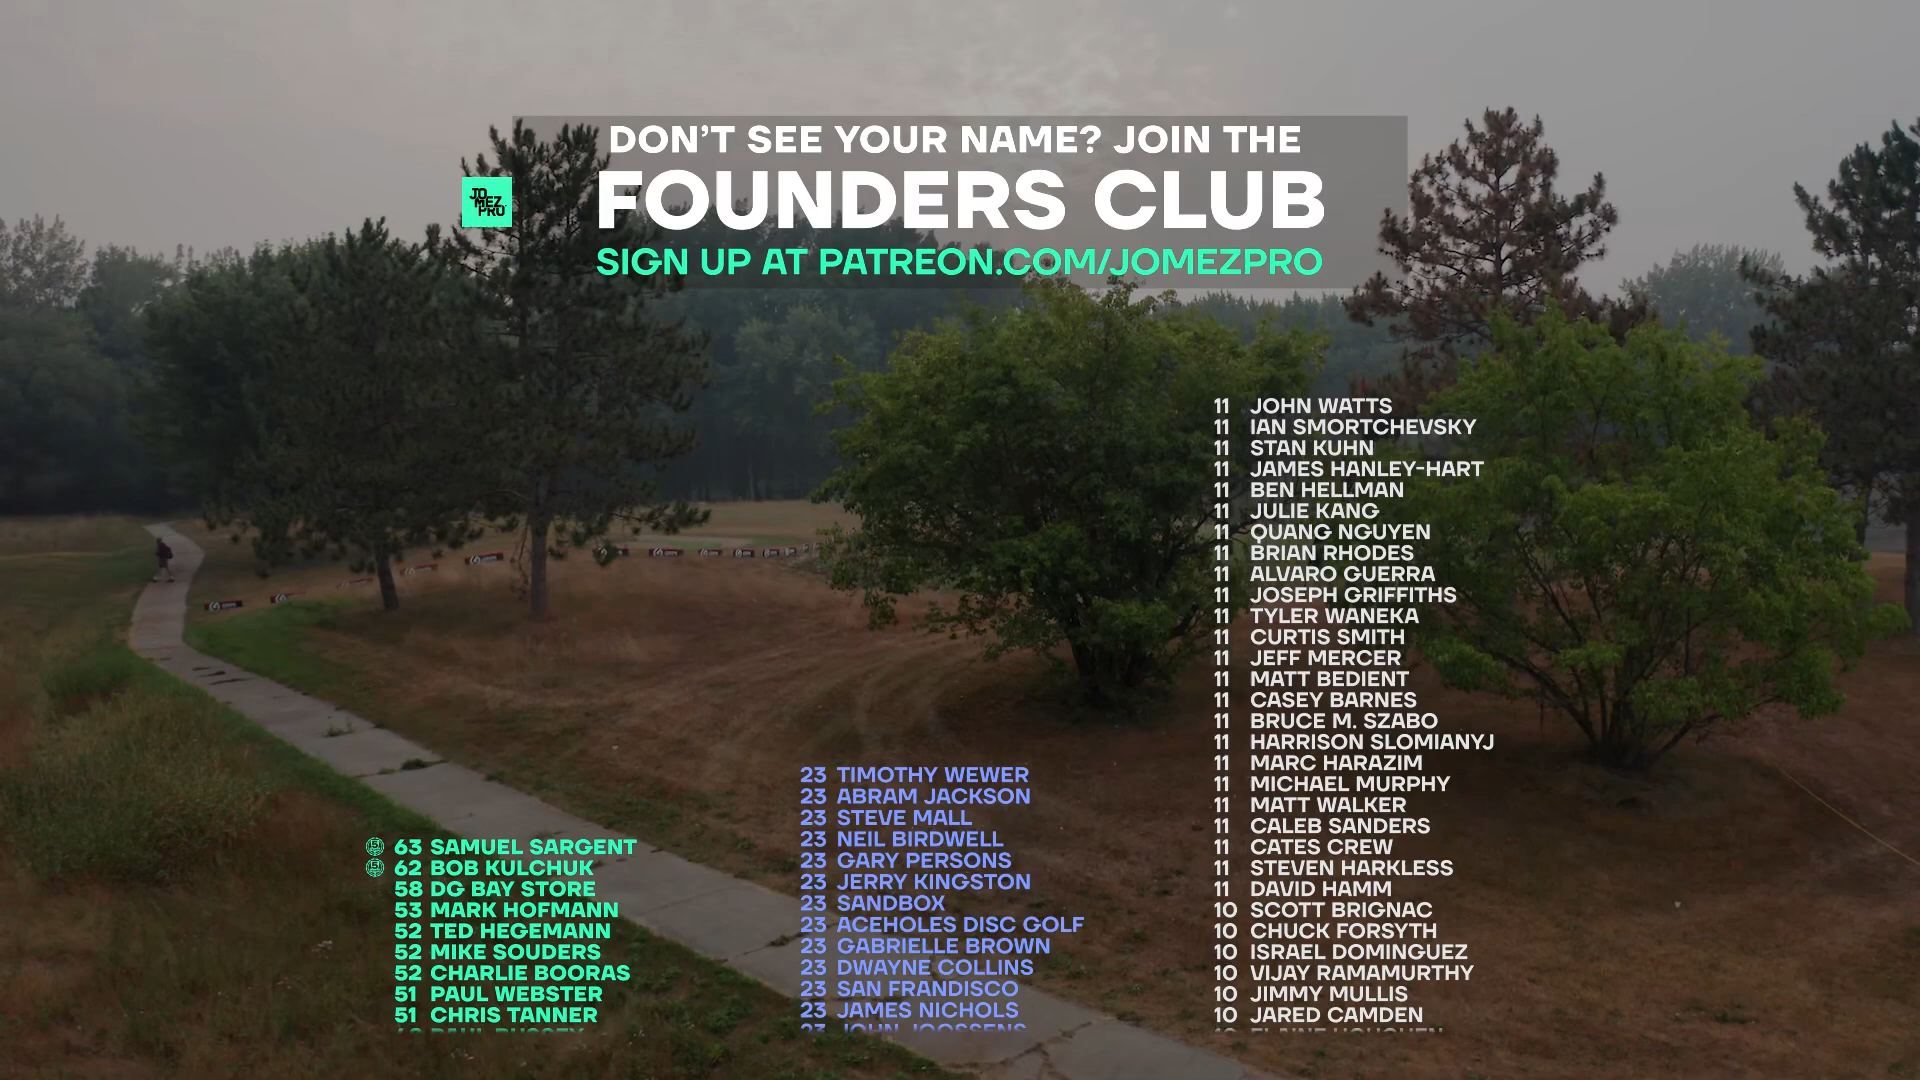 DON'T SEE YOUR NAME? JOIN THE
JO
MEZ
PRO
FOUNDERS CLUB
SIGN UP AT PATREON.COM/JOMEZPRO
63 SAMUEL SARGENT
62 BOB KULCHUK
58 DG BAY STORE
53 MARK HOFMANN
52 TED HEGEMANN
52 MIKE SOUDERS
52 CHARLIE BOORAS
51 PAUL WEBSTER
51 CHRIS TANNER
23 TIMOTHY WEWER
23 ABRAM JACKSON
23 STEVE MALL
23 NEIL BIRDWELL
23 GARY PERSONS
23 JERRY KINGSTON
23 SANDBOX
23 ACEHOLES DISC GOLF
23 GABRIELLE BROWN
23 DWAYNE COLLINS
23 SAN FRANDISCO
23 JAMES NICHOLS
23 JOHN JOOSSENS
11 JOHN WATTS
11 IAN SMORTCHEVSKY
11 STAN KUHN
11 JAMES HANLEY-HART
11 BEN HELLMAN
11 JULIE KANG
11 QUANG NGUYEN
11 BRIAN RHODES
11 ALVARO GUERRA
11 JOSEPH GRIFFITHS
11 TYLER WANEKA
11 CURTIS SMITH
11 JEFF MERCER
11 MATT BEDIENT
11 CASEY BARNES
11 BRUCE M. SZABO
11 HARRISON SLOMIANYJ
11 MARC HARAZIM
11 MICHAEL MURPHY
11 MATT WALKER
11 CALEB SANDERS
11 CATES CREW
11 STEVEN HARKLESS
11 DAVID HAMM
10 SCOTT BRIGNAC
10 CHUCK FORSYTH
10 ISRAEL DOMINGUEZ
10 VIJAY RAMAMURTHY
10 JIMMY MULLIS
10 JARED CAMDEN